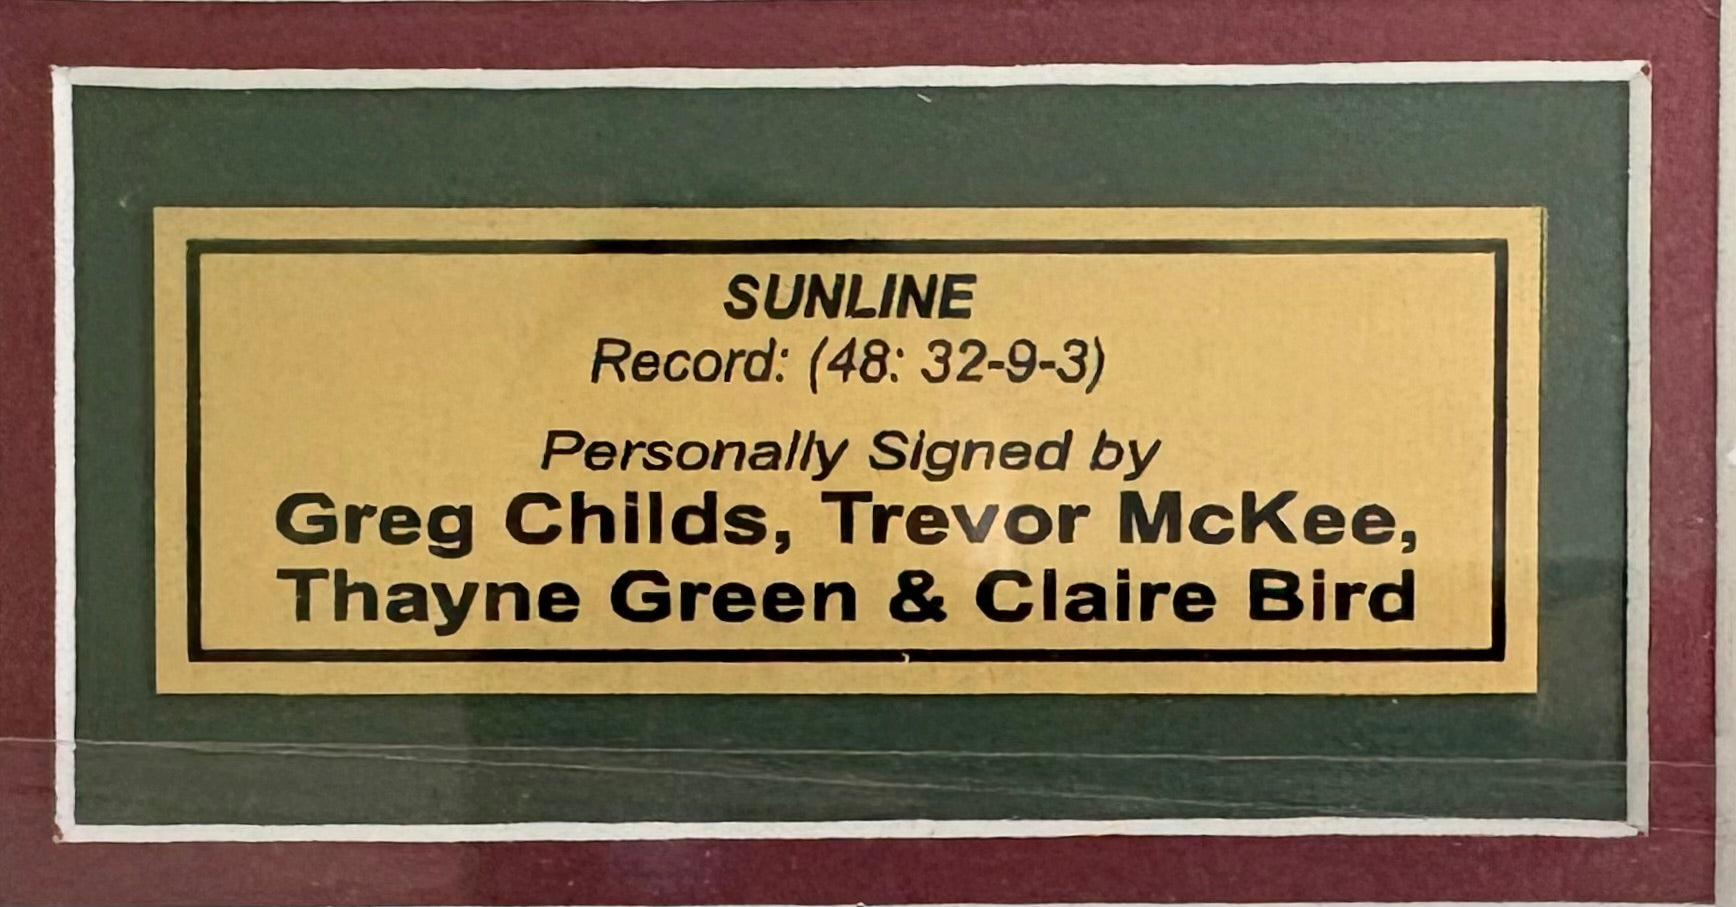 SUNLINE
Record: (48: 32-9-3)
Personally Signed by
Greg Childs, Trevor McKee,
Thayne Green & Claire Bird